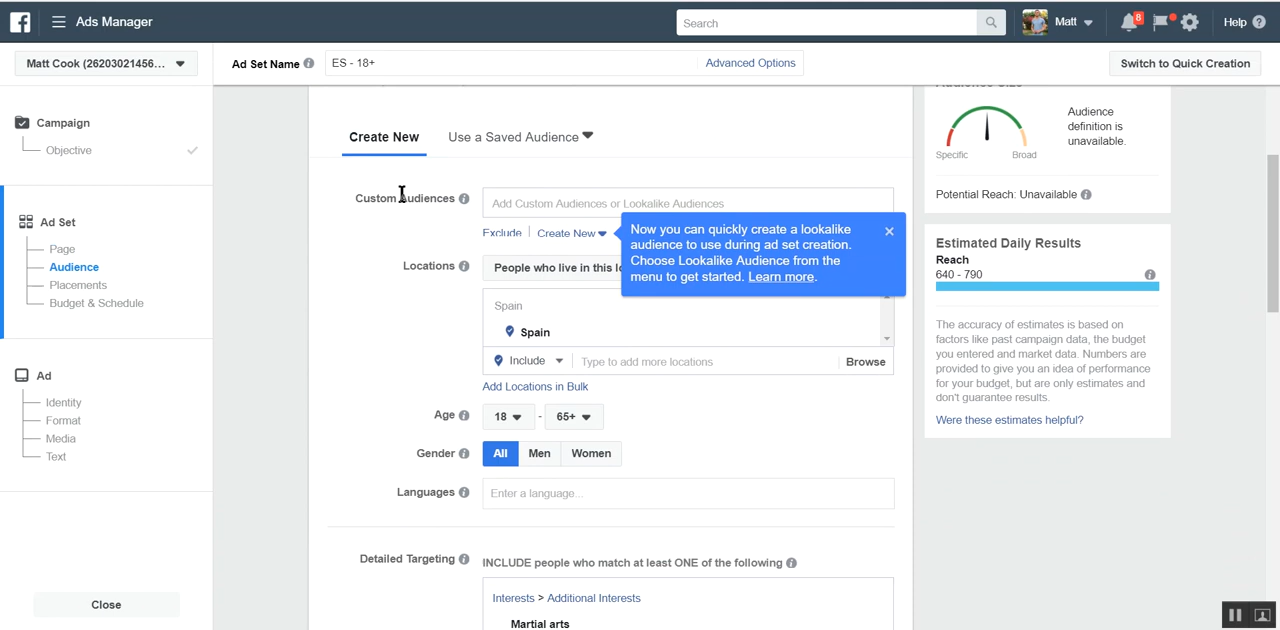 f
Ads Manager
Search
Matt
8
Help ?
Matt Cook (26203021456...
Ad Set Name
ES - 18+
Advanced Options
Switch to Quick Creation
Campaign
Objective
Ad Set
Page
Audience
Placements
Budget & Schedule
Ad
Identity
Format
Media
Text
Close
Create New
Use a Saved Audience
Custom Audiences
Add Custom Audiences or Lookalike Audiences
Exclude
Create New
Now you can quickly create a lookalike
audience to use during ad set creation.
Choose Lookalike Audience from the
menu to get started. Learn more.
Locations
People who live in this lo
Spain
Spain
Include
Type to add more locations
Browse
Add Locations in Bulk
Age
18
-
65+
Gender
All
Men
Women
Languages
Enter a language...
Detailed Targeting
INCLUDE people who match at least ONE of the following
Interests > Additional Interests
Martial arts
Specific
Broad
Audience
definition is
unavailable.
Potential Reach: Unavailable
Estimated Daily Results
Reach
640 - 790
The accuracy of estimates is based on
factors like past campaign data, the budget
you entered and market data. Numbers are
provided to give you an idea of performance
for your budget, but are only estimates and
don't guarantee results.
Were these estimates helpful?